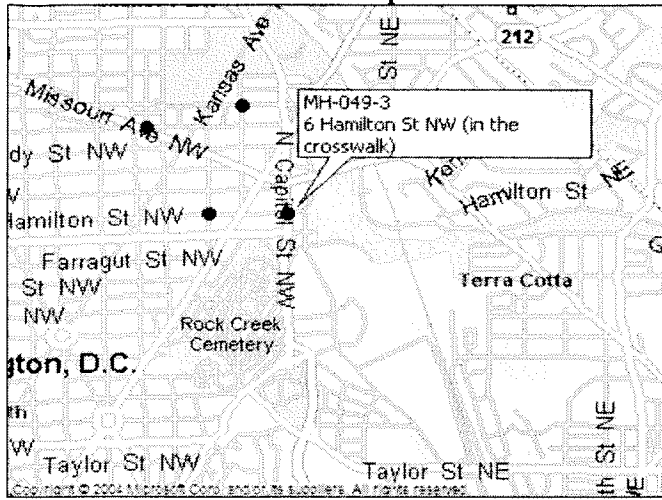 St NE
212
Kansas Ave
Missouri Ave NW
MH-049-3
6 Hamilton St NW (in the
crosswalk)
dy St NW
N Capitol St NW
Hamilton St NE
Hamilton St NW
Farragut St NW
St NW
NW
Terra Cotta
Rock Creek
Cemetery
gton, D.C.
th St NE
Taylor St NW
Taylor St NE
Copyright © 2004 Microsoft Corp. and/or its suppliers. All rights reserved.